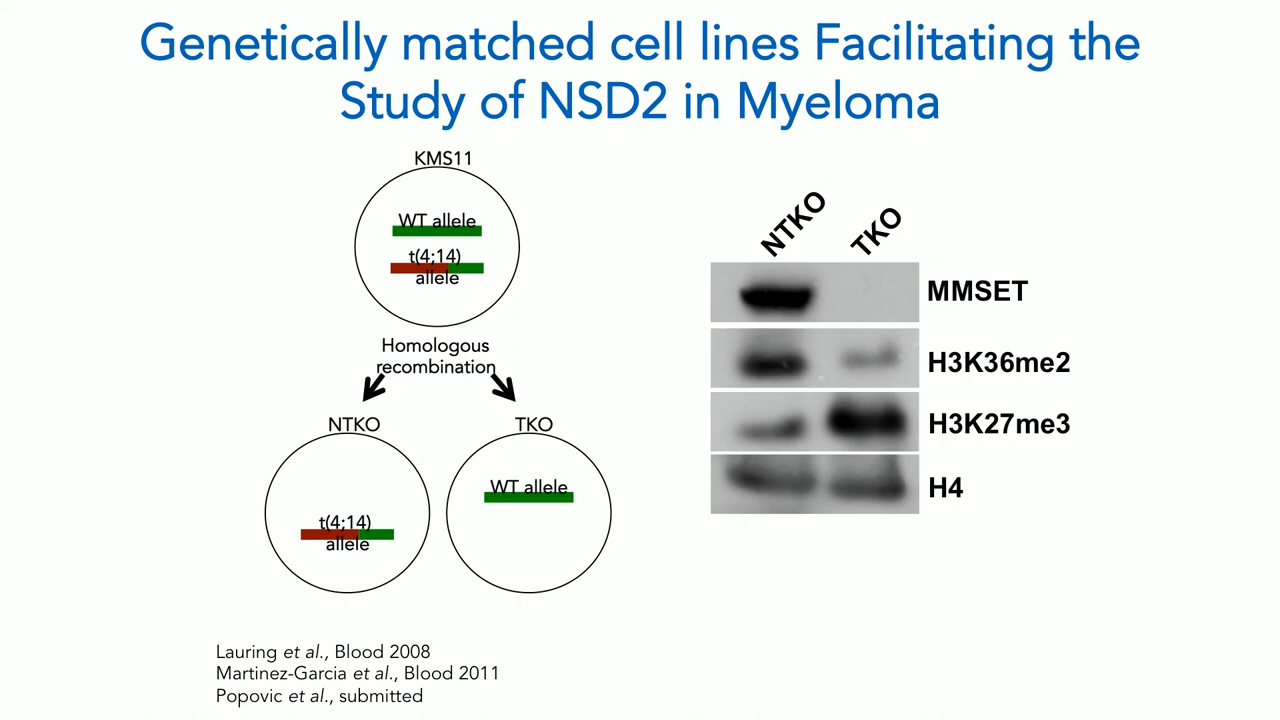 Genetically matched cell lines Facilitating the
Study of NSD2 in Myeloma
KMS11
WT allele
t(4;14)
allele
Homologous
recombination
NTKO
TKO
t(4;14)
allele
WT allele
NTKO
TKO
MMSET
H3K36me2
H3K27me3
H4
Lauring et al., Blood 2008
Martinez-Garcia et al., Blood 2011
Popovic et al., submitted